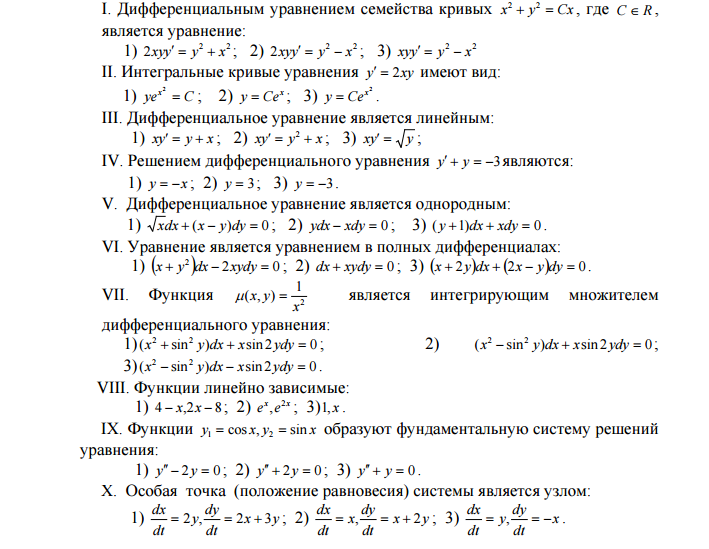 I. Дифференциальным уравнением семейства кривых x² + y² = Cx, где C ∈ R,
является уравнение:
1) 2xyy′ = y² + x²; 2) 2xyy′ = y² − x²; 3) xyy′ = y² − x²
II. Интегральные кривые уравнения y′ = 2xy имеют вид:
1) ye^{x²} = C; 2) y = Ce^x; 3) y = Ce^{x²}.
III. Дифференциальное уравнение является линейным:
1) xy′ = y + x; 2) xy′ = y² + x; 3) xy′ = √y;
IV. Решением дифференциального уравнения y′ + y = −3 являются:
1) y = −x; 2) y = 3; 3) y = −3.
V. Дифференциальное уравнение является однородным:
1) √x dx + (x − y)dy = 0; 2) ydx − xdy = 0; 3) (y + 1)dx + xdy = 0.
VI. Уравнение является уравнением в полных дифференциалах:
1) (x + y²)dx − 2xydy = 0; 2) dx + xydy = 0; 3) (x + 2y)dx + (2x − y)dy = 0.
VII. Функция μ(x, y) = 1/x² является интегрирующим множителем
дифференциального уравнения:
1) (x² + sin² y)dx + x sin 2ydy = 0; 2) (x² − sin² y)dx + x sin 2ydy = 0;
3) (x² − sin² y)dx − x sin 2ydy = 0.
VIII. Функции линейно зависимые:
1) 4 − x, 2x − 8; 2) e^x, e^{2x}; 3) 1, x.
IX. Функции y₁ = cos x, y₂ = sin x образуют фундаментальную систему решений
уравнения:
1) y″ − 2y = 0; 2) y″ + 2y = 0; 3) y″ + y = 0.
X. Особая точка (положение равновесия) системы является узлом:
1) dx/dt = 2y, dy/dt = 2x + 3y; 2) dx/dt = x, dy/dt = x + 2y; 3) dx/dt = y, dy/dt = −x.